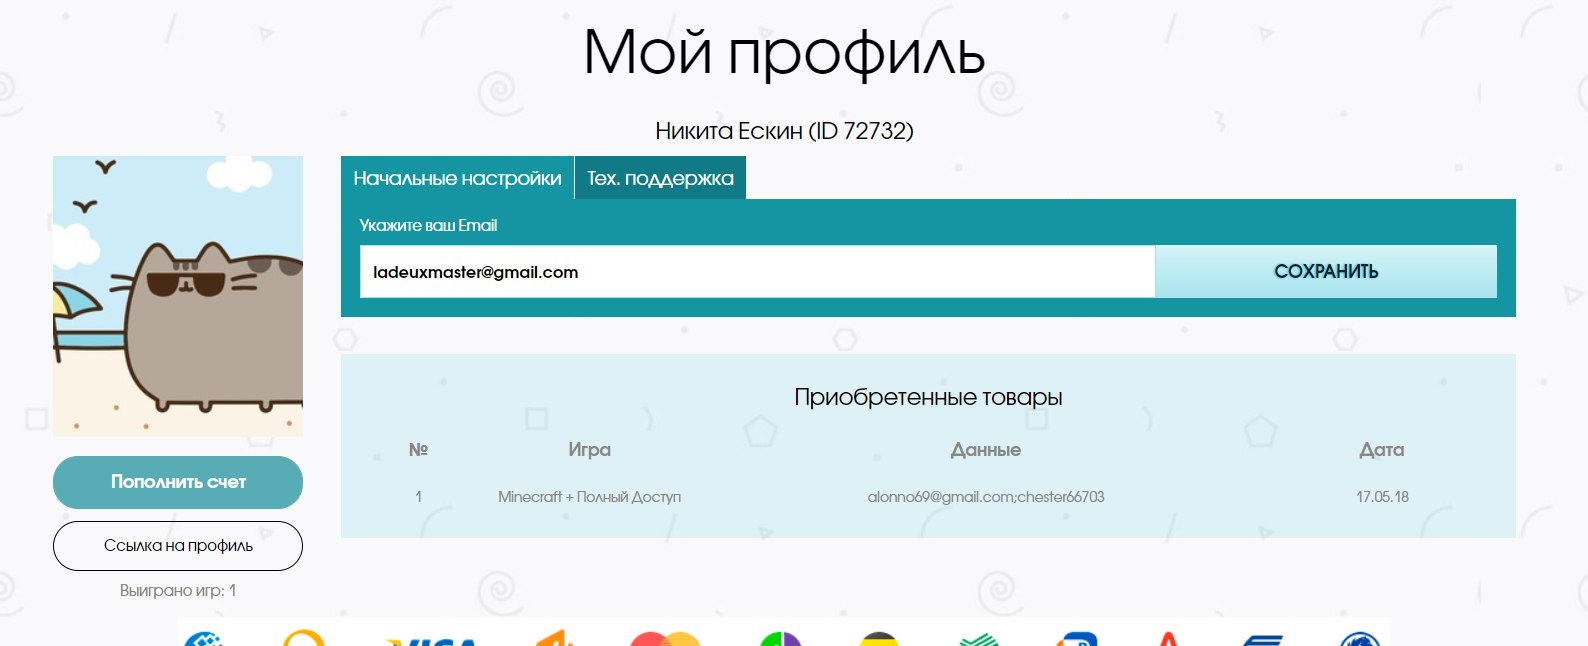 Мой профиль
Никита Ескин (ID 72732)
Начальные настройки Тех. поддержка
Укажите ваш Email
ladeuxmaster@gmail.com СОХРАНИТЬ
Приобретенные товары
№ Игра Данные Дата
1 Minecraft + Полный Доступ alonno69@gmail.com;chester66703 17.05.18
Пополнить счет
Ссылка на профиль
Выиграно игр: 1
VISA